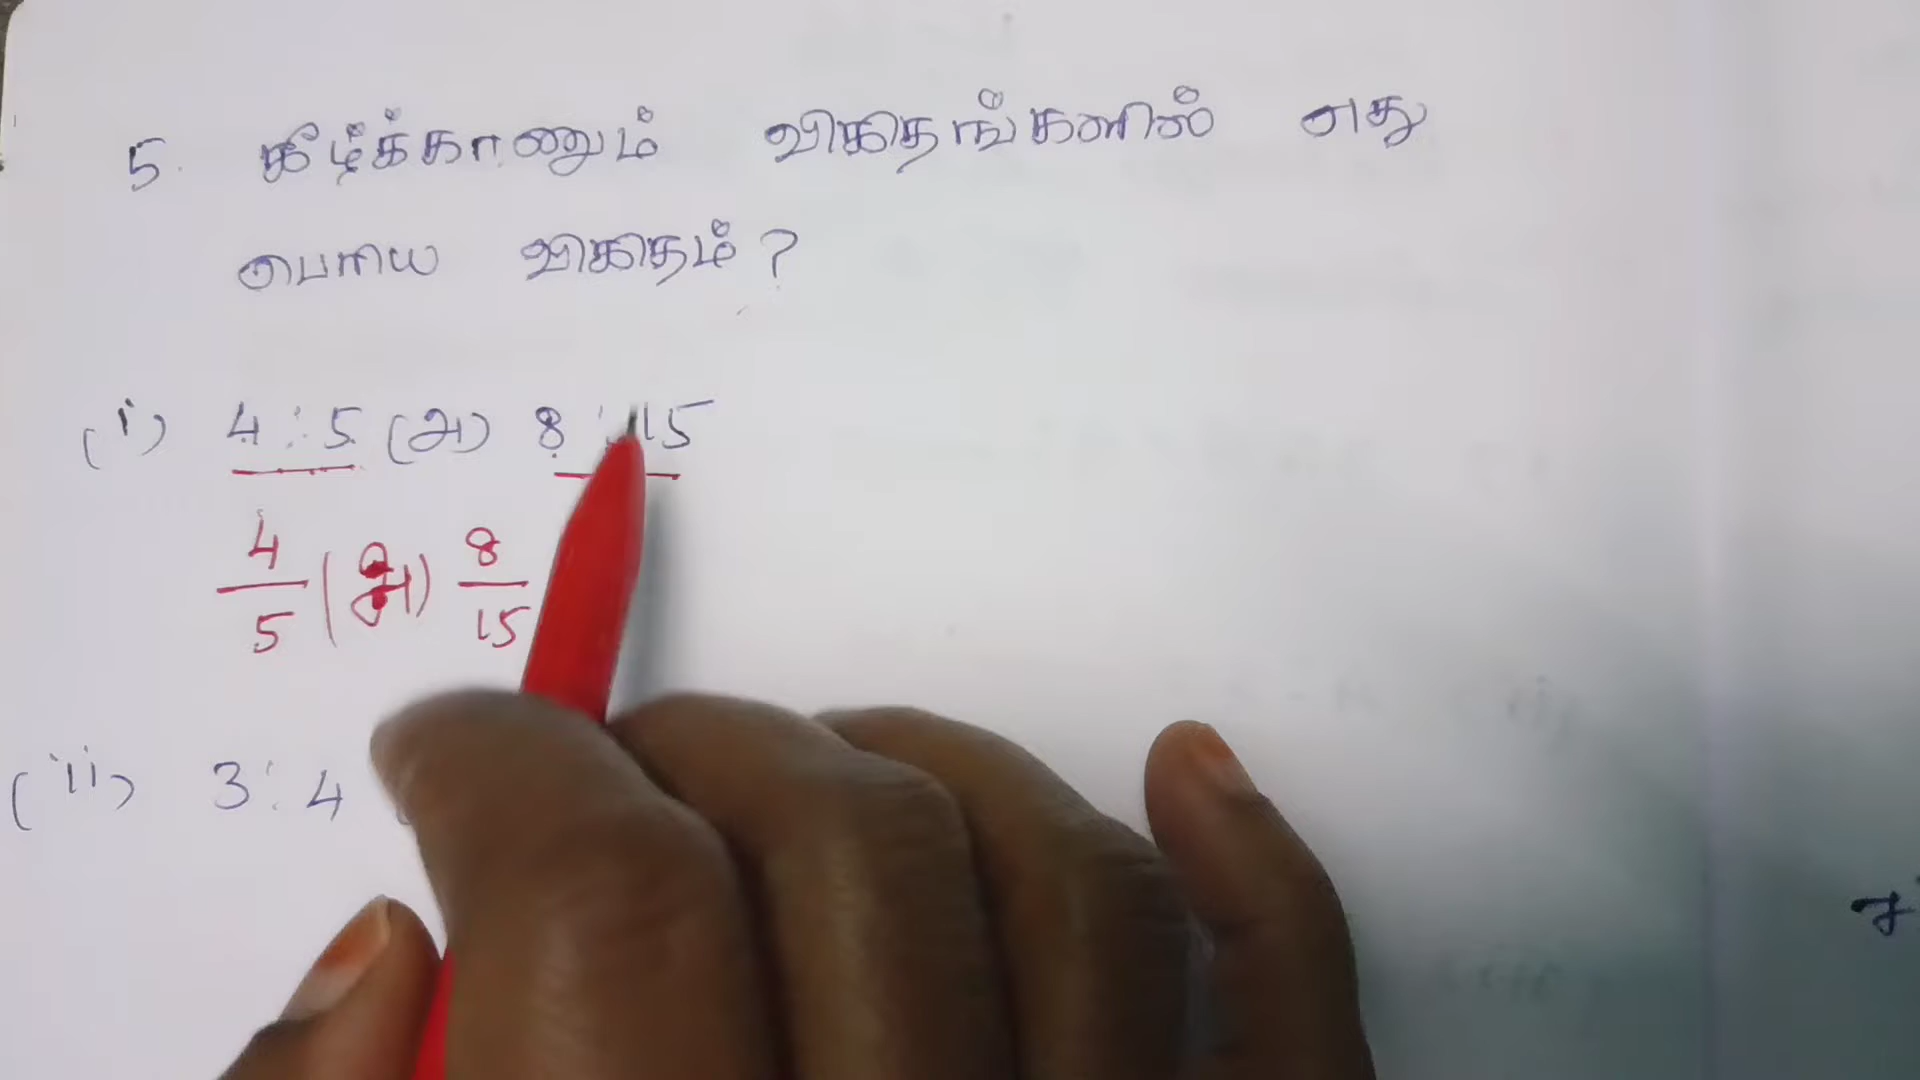 5. கீழ்க்காணும் விகிதங்களில் எது
பெரிய விகிதம்?
(i) 4:5 (அ) 8:15
4/5 (அ) 8/15
(ii) 3:4